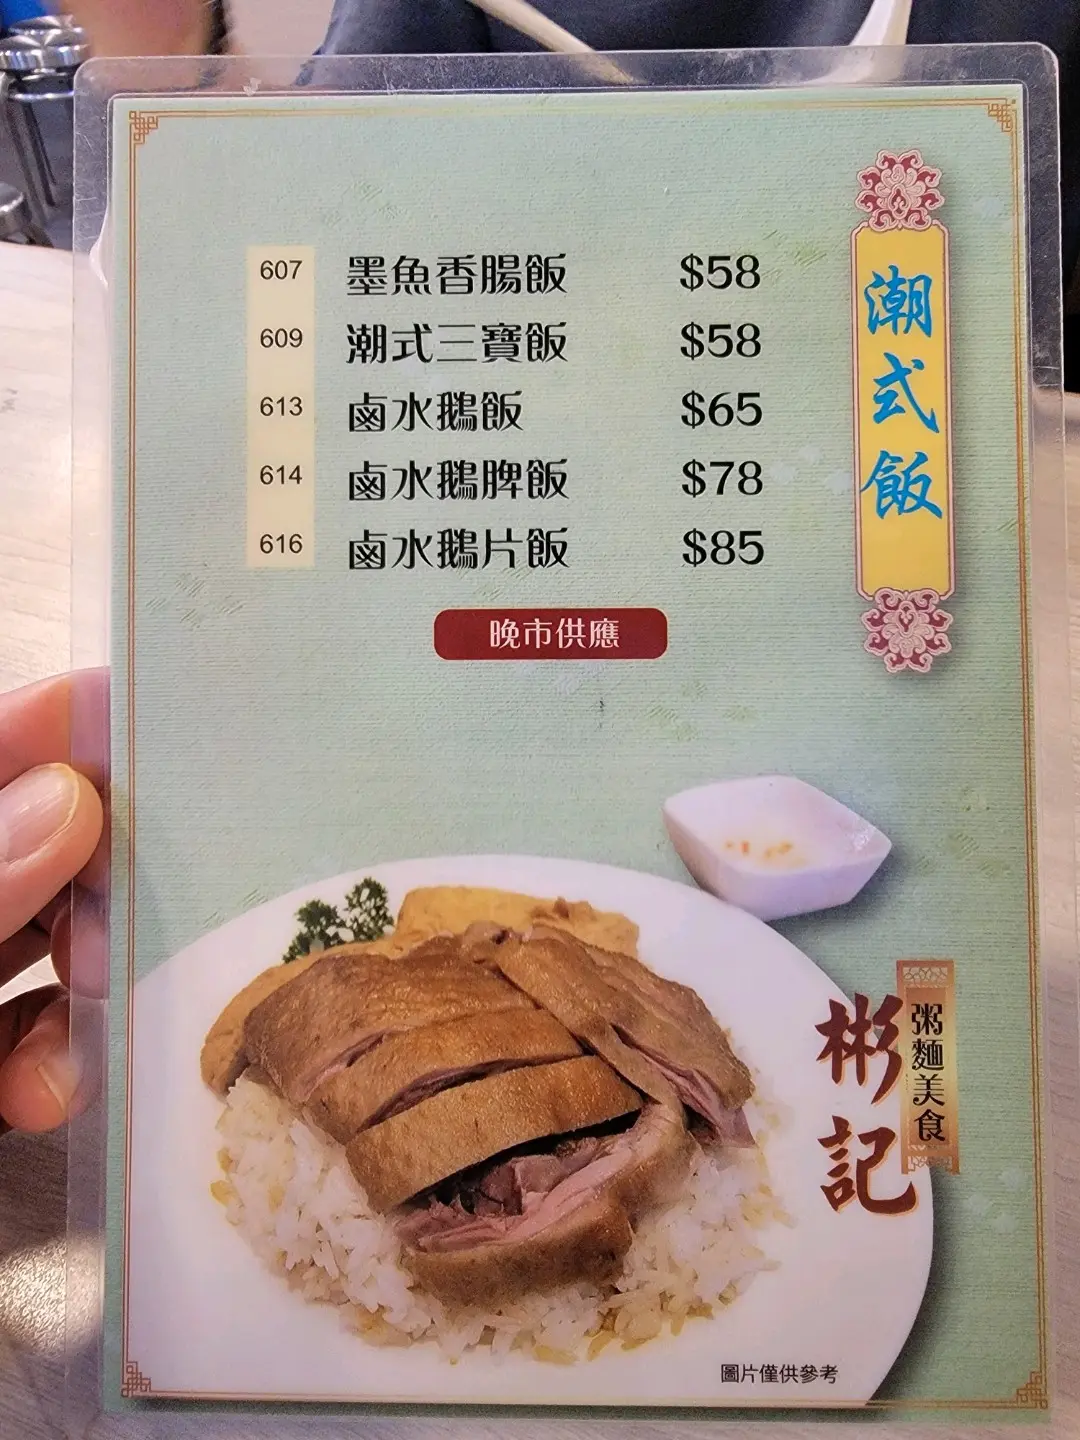 607 墨魚香腸飯 $58
609 潮式三寶飯 $58
613 鹵水鵝飯 $65
614 鹵水鵝脾飯 $78
616 鹵水鵝片飯 $85
晚市供應
潮式飯
彬記
粥麵美食
圖片僅供參考